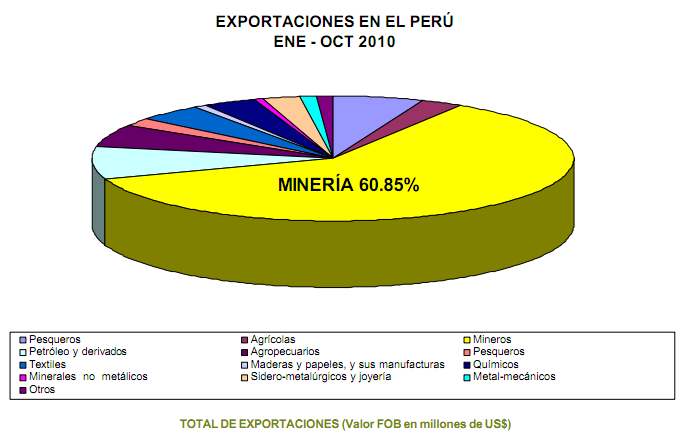 EXPORTACIONES EN EL PERÚ
ENE - OCT 2010
MINERÍA 60.85%
Pesqueros Agrícolas Mineros
Petróleo y derivados Agropecuarios Pesqueros
Textiles Maderas y papeles, y sus manufacturas Químicos
Minerales no metálicos Sidero-metalúrgicos y joyería Metal-mecánicos
Otros
TOTAL DE EXPORTACIONES (Valor FOB en millones de US$)